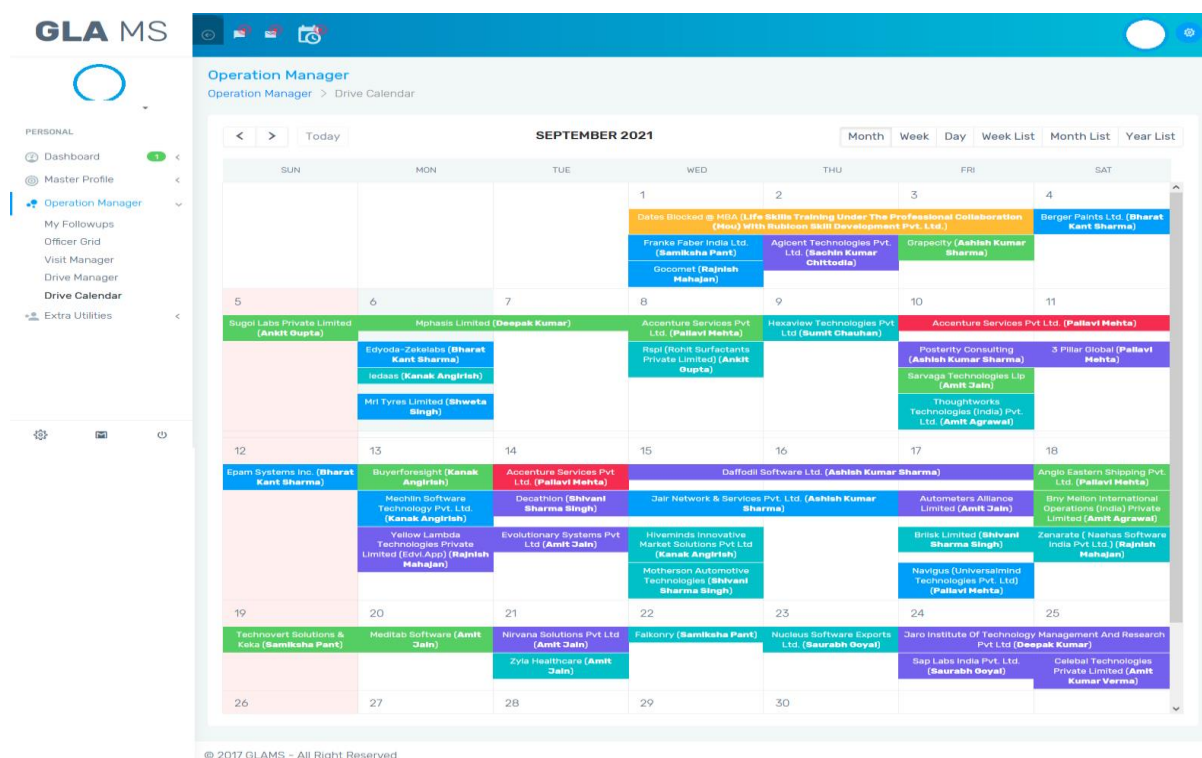 GLA MS
Operation Manager
Operation Manager > Drive Calendar
PERSONAL
Dashboard 1
Master Profile
Operation Manager
My Followups
Officer Grid
Visit Manager
Drive Manager
Drive Calendar
Extra Utilities
< > Today
SEPTEMBER 2021
Month Week Day Week List Month List Year List
SUN MON TUE WED THU FRI SAT
1 2 3 4
Dates Blocked @ MBA (Life Skills Training Under The Professional Collaboration
(Mou) With Rubicon Skill Development Pvt. Ltd.)
Berger Paints Ltd. (Bharat
Kant Sharma)
Franke Faber India Ltd.
(Samiksha Pant)
Agicent Technologies Pvt.
Ltd. (Sachin Kumar
Chittodia)
Grapecity (Ashish Kumar
Sharma)
Gocomet (Rajnish
Mahajan)
5 6 7 8 9 10 11
Sugoi Labs Private Limited
(Ankit Gupta)
Mphasis Limited (Deepak Kumar)
Accenture Services Pvt
Ltd. (Pallavi Mehta)
Hexaview Technologies Pvt
Ltd (Sumit Chauhan)
Accenture Services Pvt Ltd. (Pallavi Mehta)
Edyoda-Zekelabs (Bharat
Kant Sharma)
Rspl (Rohit Surfactants
Private Limited) (Ankit
Gupta)
Posterity Consulting
(Ashish Kumar Sharma)
3 Pillar Global (Pallavi
Mehta)
Iedaas (Kanak Angirish)
Sarvaga Technologies Llp
(Amit Jain)
Mrl Tyres Limited (Shweta
Singh)
Thoughtworks
Technologies (India) Pvt.
Ltd. (Amit Agrawal)
12 13 14 15 16 17 18
Epam Systems Inc. (Bharat
Kant Sharma)
Buyerforesight (Kanak
Angirish)
Accenture Services Pvt
Ltd. (Pallavi Mehta)
Daffodil Software Ltd. (Ashish Kumar Sharma)
Anglo Eastern Shipping Pvt.
Ltd. (Pallavi Mehta)
Mechlin Software
Technology Pvt. Ltd.
(Kanak Angirish)
Decathlon (Shivani
Sharma Singh)
Jair Network & Services Pvt. Ltd. (Ashish Kumar
Sharma)
Autometers Alliance
Limited (Amit Jain)
Bny Mellon International
Operations (India) Private
Limited (Amit Agrawal)
Yellow Lambda
Technologies Private
Limited (Edvi.App) (Rajnish
Mahajan)
Evolutionary Systems Pvt
Ltd (Amit Jain)
Hiveminds Innovative
Market Solutions Pvt Ltd
(Kanak Angirish)
Briisk Limited (Shivani
Sharma Singh)
Zenarate ( Naehas Software
India Pvt Ltd.) (Rajnish
Mahajan)
Motherson Automotive
Technologies (Shivani
Sharma Singh)
Navigus (Universalmind
Technologies Pvt. Ltd)
(Pallavi Mehta)
19 20 21 22 23 24 25
Technovert Solutions &
Keka (Samiksha Pant)
Meditab Software (Amit
Jain)
Nirvana Solutions Pvt Ltd
(Amit Jain)
Falkonry (Samiksha Pant)
Nucleus Software Exports
Ltd. (Saurabh Goyal)
Jaro Institute Of Technology Management And Research
Pvt Ltd (Deepak Kumar)
Zyla Healthcare (Amit
Jain)
Sap Labs India Pvt. Ltd.
(Saurabh Goyal)
Celebal Technologies
Private Limited (Amit
Kumar Verma)
26 27 28 29 30
© 2017 GLAMS - All Right Reserved